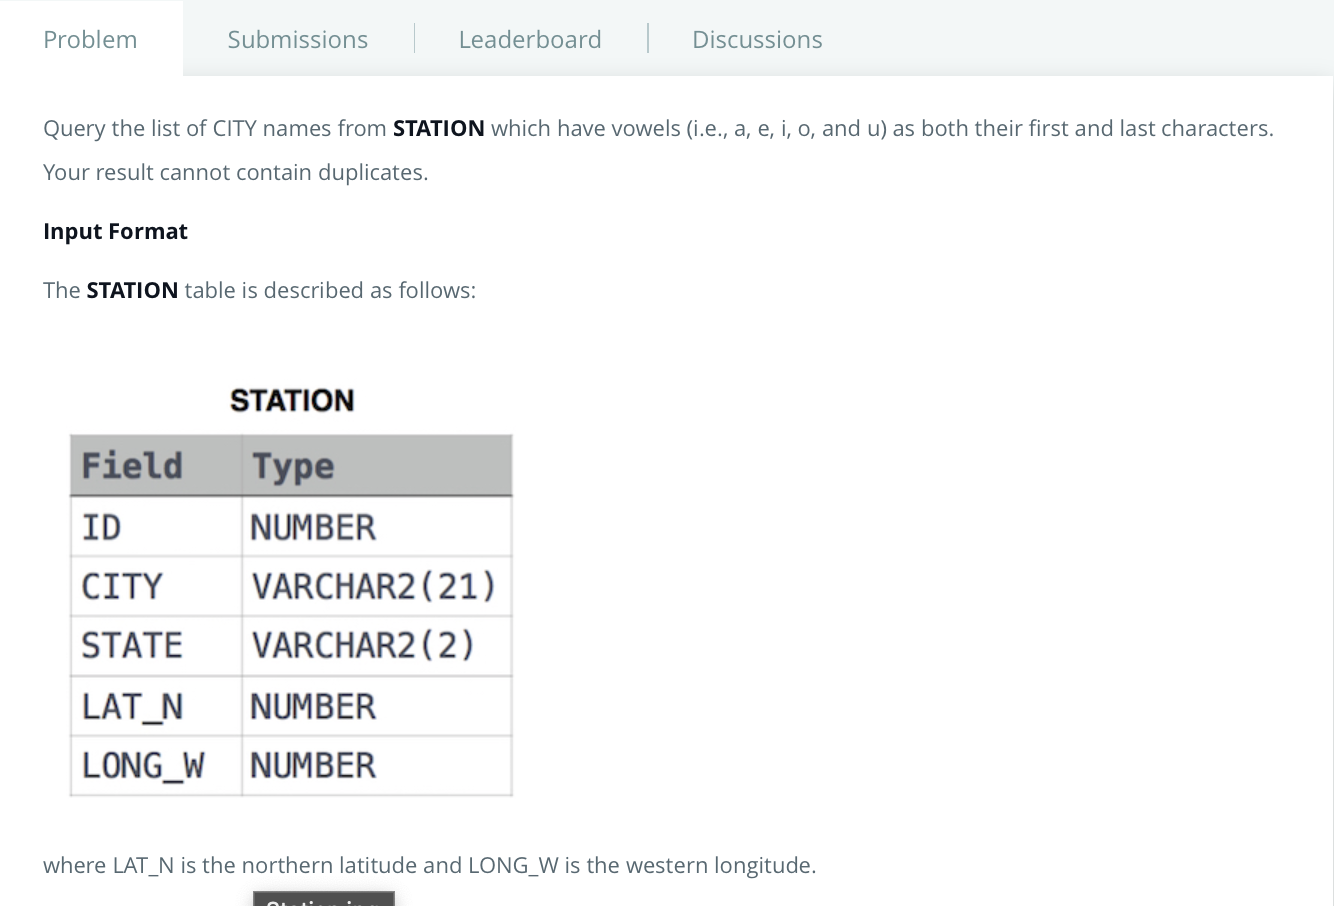 Problem Submissions Leaderboard Discussions
Query the list of CITY names from STATION which have vowels (i.e., a, e, i, o, and u) as both their first and last characters.
Your result cannot contain duplicates.
Input Format
The STATION table is described as follows:
STATION
Field Type
ID NUMBER
CITY VARCHAR2(21)
STATE VARCHAR2(2)
LAT_N NUMBER
LONG_W NUMBER
where LAT_N is the northern latitude and LONG_W is the western longitude.